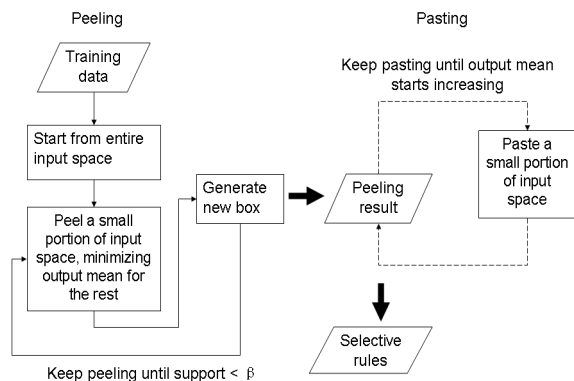 Peeling
Training
data
Start from entire
input space
Peel a small
portion of input
space, minimizing
output mean for
the rest
Generate
new box
Keep peeling until support < β
Pasting
Keep pasting until output mean
starts increasing
Peeling
result
Paste a
small portion
of input
space
Selective
rules